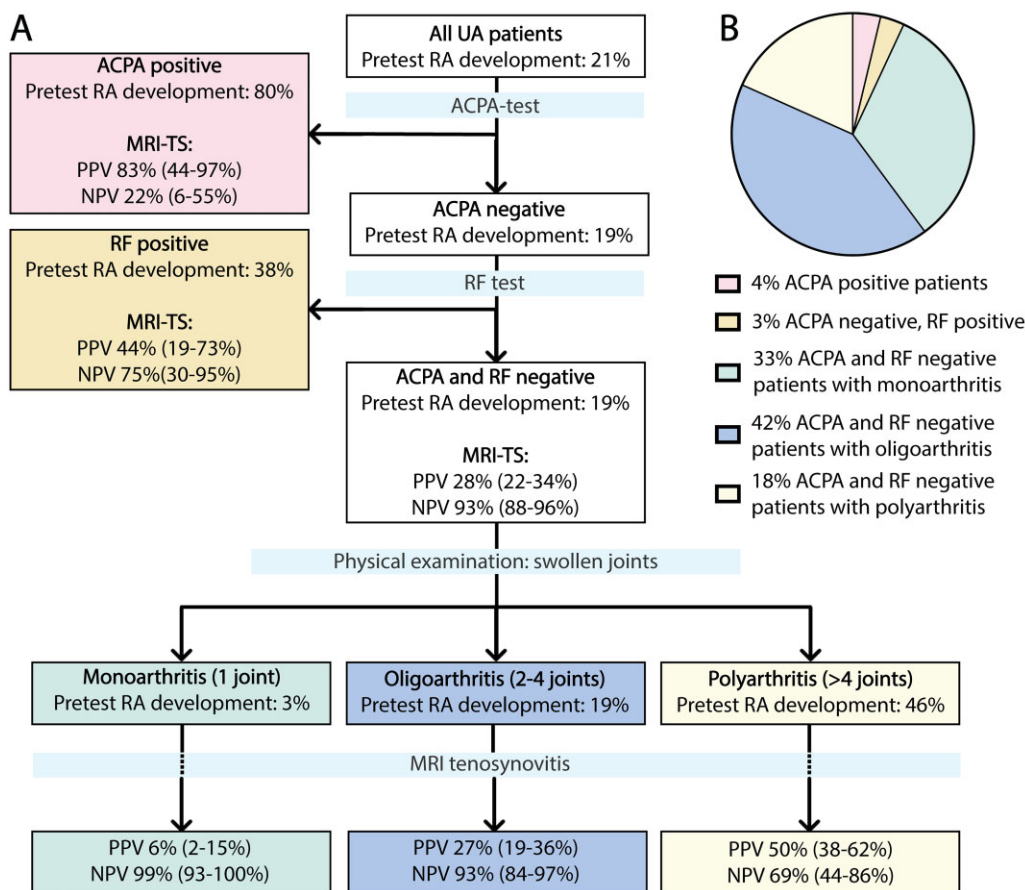 A
All UA patients
Pretest RA development: 21%
ACPA-test
ACPA positive
Pretest RA development: 80%
MRI-TS:
PPV 83% (44-97%)
NPV 22% (6-55%)
ACPA negative
Pretest RA development: 19%
RF test
RF positive
Pretest RA development: 38%
MRI-TS:
PPV 44% (19-73%)
NPV 75%(30-95%)
ACPA and RF negative
Pretest RA development: 19%
MRI-TS:
PPV 28% (22-34%)
NPV 93% (88-96%)
Physical examination: swollen joints
Monoarthritis (1 joint)
Pretest RA development: 3%
Oligoarthritis (2-4 joints)
Pretest RA development: 19%
Polyarthritis (>4 joints)
Pretest RA development: 46%
MRI tenosynovitis
PPV 6% (2-15%)
NPV 99% (93-100%)
PPV 27% (19-36%)
NPV 93% (84-97%)
PPV 50% (38-62%)
NPV 69% (44-86%)
B
4% ACPA positive patients
3% ACPA negative, RF positive
33% ACPA and RF negative
patients with monoarthritis
42% ACPA and RF negative
patients with oligoarthritis
18% ACPA and RF negative
patients with polyarthritis